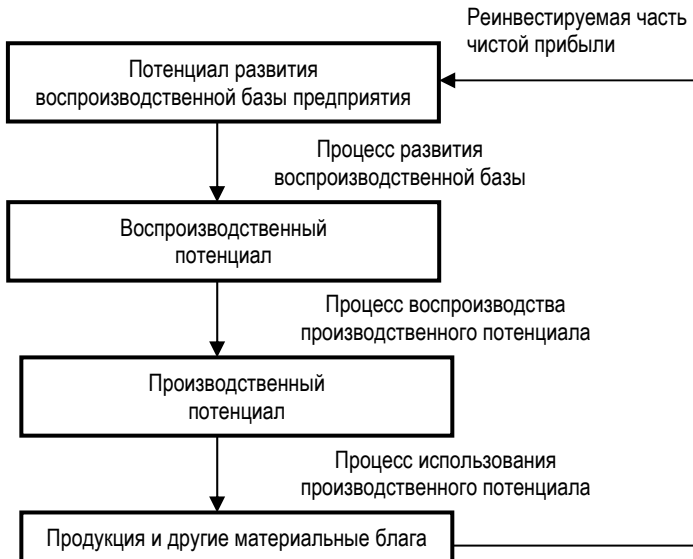 Реинвестируемая часть
чистой прибыли
Потенциал развития
воспроизводственной базы предприятия
Процесс развития
воспроизводственной базы
Воспроизводственный
потенциал
Процесс воспроизводства
производственного потенциала
Производственный
потенциал
Процесс использования
производственного потенциала
Продукция и другие материальные блага